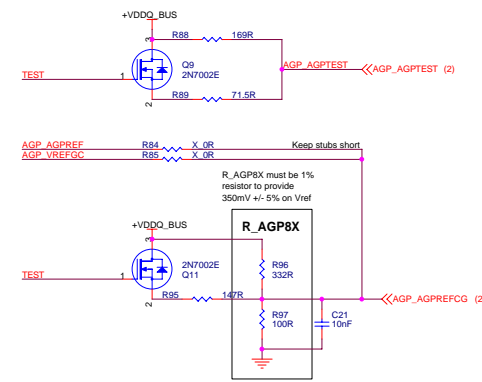 +VDDQ_BUS
3
R88 169R
Q9
AGP_AGPTEST
AGP_AGPTEST (2)
TEST 1
2N7002E
R89 71.5R
2
AGP_AGPREF R84 X_0R Keep stubs short
AGP_VREFGC R85 X_0R
R_AGP8X must be 1%
resistor to provide
350mV +/- 5% on Vref
+VDDQ_BUS
R_AGP8X
3
2N7002E
R96
Q11
332R
TEST 1
R95 147R
AGP_AGPREFCG (2
2
R97 C21
100R 10nF